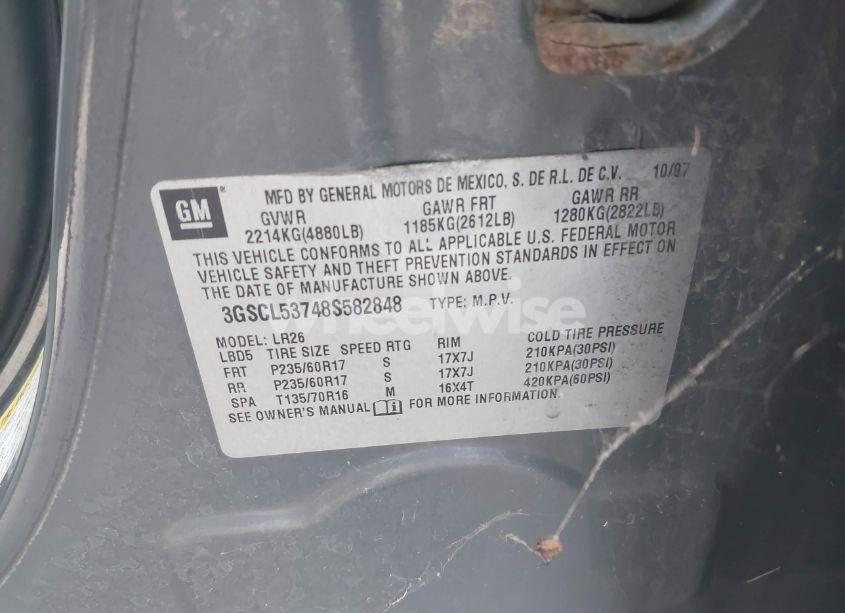 GM
MFD BY GENERAL MOTORS DE MEXICO, S. DE R.L. DE C.V. 10/07
GVWR GAWR FRT GAWR RR
2214KG(4880LB) 1185KG(2612LB) 1280KG(2822LB)
THIS VEHICLE CONFORMS TO ALL APPLICABLE U.S. FEDERAL MOTOR
VEHICLE SAFETY AND THEFT PREVENTION STANDARDS IN EFFECT ON
THE DATE OF MANUFACTURE SHOWN ABOVE.
3GSCL53748S582848 TYPE: M.P.V.
wheelwise
MODEL: LR26
LBD5 TIRE SIZE SPEED RTG RIM COLD TIRE PRESSURE
FRT P235/60R17 S 17X7J 210KPA(30PSI)
RR P235/60R17 S 17X7J 210KPA(30PSI)
SPA T135/70R16 M 16X4T 420KPA(60PSI)
SEE OWNER'S MANUAL FOR MORE INFORMATION.